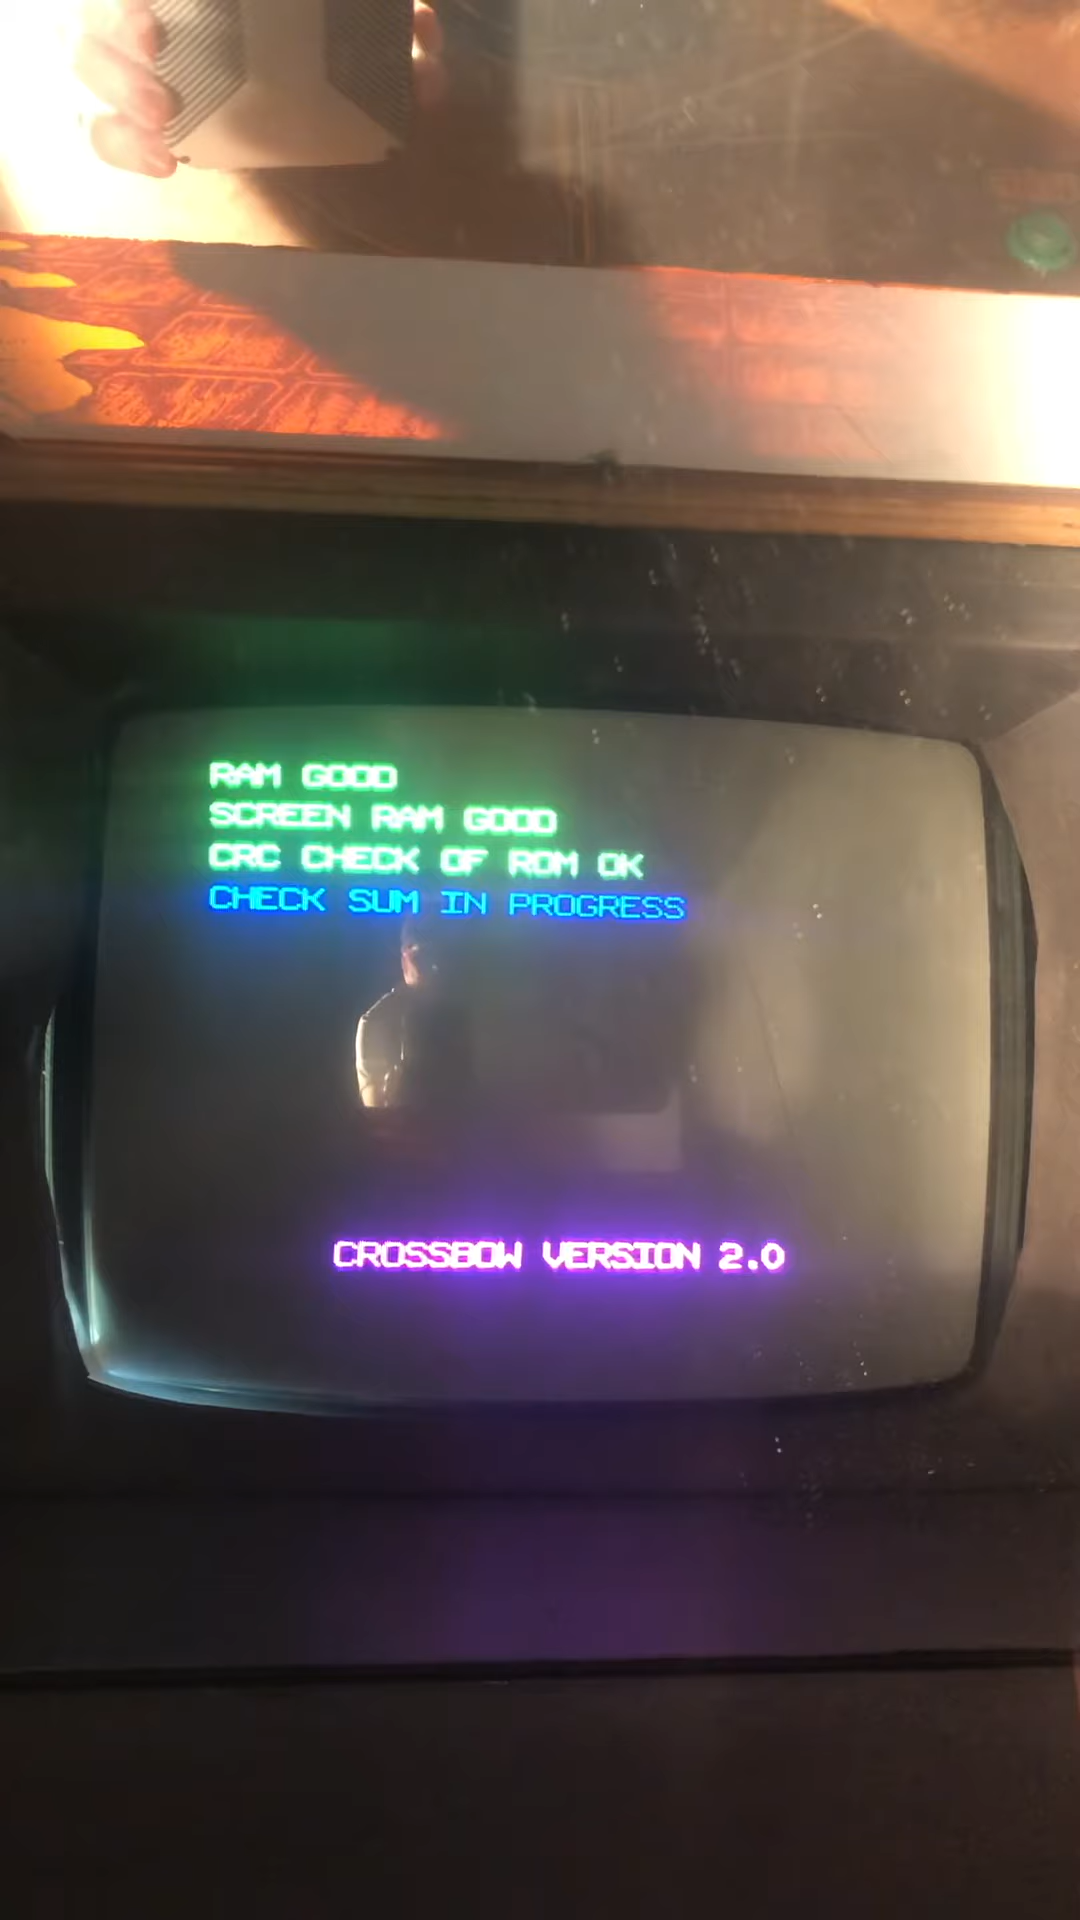 RAM GOOD
SCREEN RAM GOOD
CRC CHECK OF ROM OK
CHECK SUM IN PROGRESS
CROSSBOW VERSION 2.0